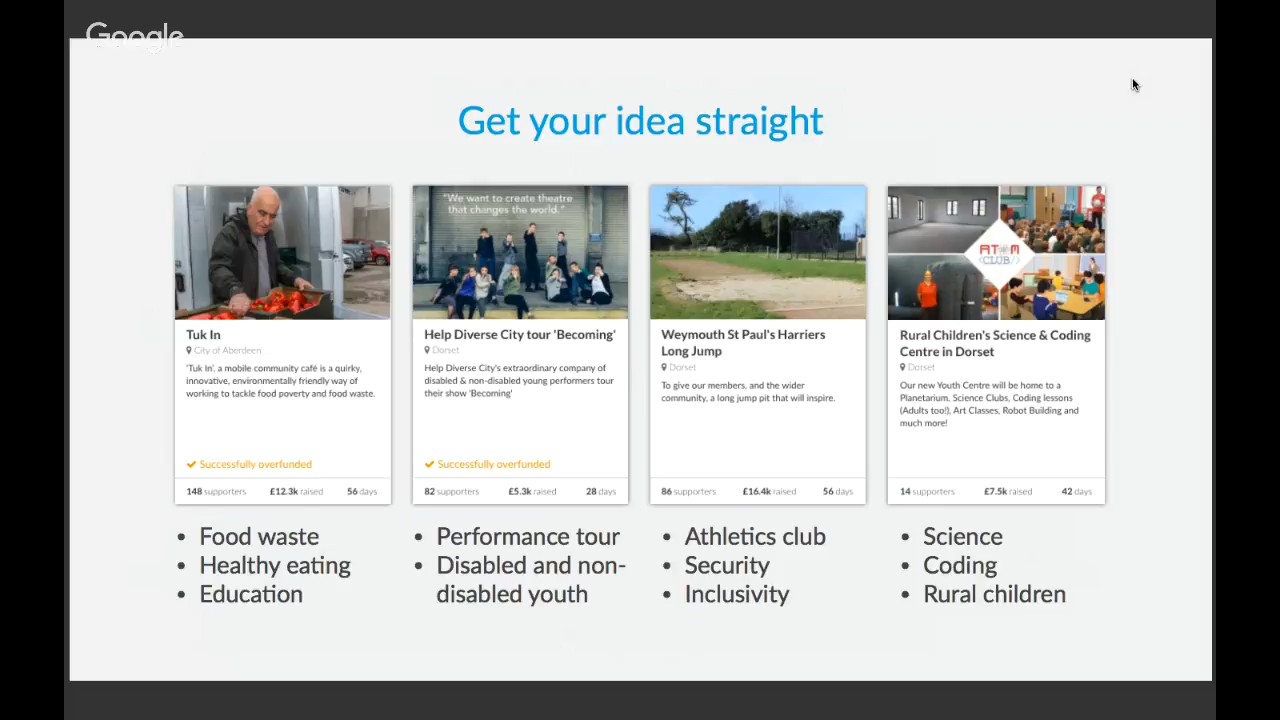 Google
Get your idea straight
"We want to create theatre
that changes the world."
ATOM
<CLUB/>
Tuk In
City of Aberdeen
'Tuk In', a mobile community café is a quirky,
innovative, environmentally friendly way of
working to tackle food poverty and food waste.
Successfully overfunded
148 supporters £12.3k raised 56 days
Help Diverse City tour 'Becoming'
Dorset
Help Diverse City's extraordinary company of
disabled & non-disabled young performers tour
their show 'Becoming'
Successfully overfunded
82 supporters £5.3k raised 28 days
Weymouth St Paul's Harriers
Long Jump
Dorset
To give our members, and the wider
community, a long jump pit that will inspire.
86 supporters £16.4k raised 56 days
Rural Children's Science & Coding
Centre in Dorset
Dorset
Our new Youth Centre will be home to a
Planetarium, Science Clubs, Coding lessons
(Adults too!), Art Classes, Robot Building and
much more!
14 supporters £7.5k raised 42 days
• Food waste
• Healthy eating
• Education
• Performance tour
• Disabled and non-
disabled youth
• Athletics club
• Security
• Inclusivity
• Science
• Coding
• Rural children